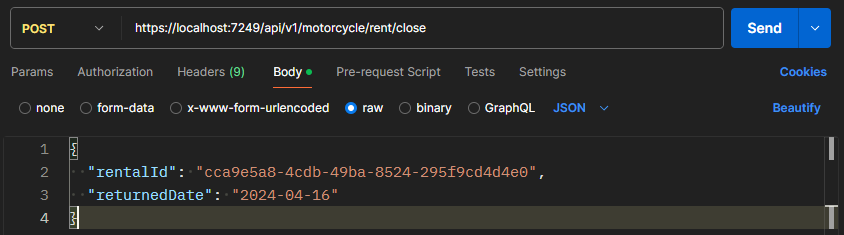 POST https://localhost:7249/api/v1/motorcycle/rent/close Send
Params Authorization Headers (9) Body Pre-request Script Tests Settings Cookies
none form-data x-www-form-urlencoded raw binary GraphQL JSON Beautify
1 {
2 "rentalId": "cca9e5a8-4cdb-49ba-8524-295f9cd4d4e0",
3 "returnedDate": "2024-04-16"
4 }